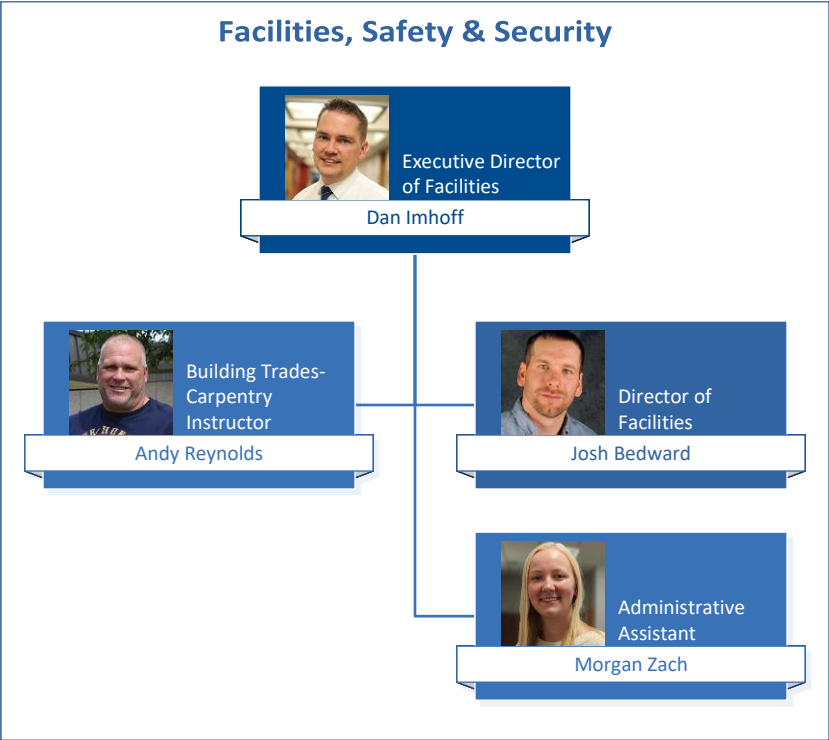 Facilities, Safety & Security
Executive Director
of Facilities
Dan Imhoff
Building Trades-
Carpentry
Instructor
Andy Reynolds
Director of
Facilities
Josh Bedward
Administrative
Assistant
Morgan Zach